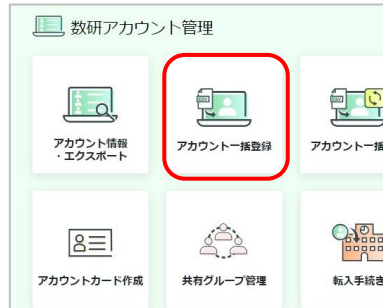 数研アカウント管理
アカウント情報
・エクスポート
アカウント一括登録
アカウント一括
アカウントカード作成
共有グループ管理
転入手続き